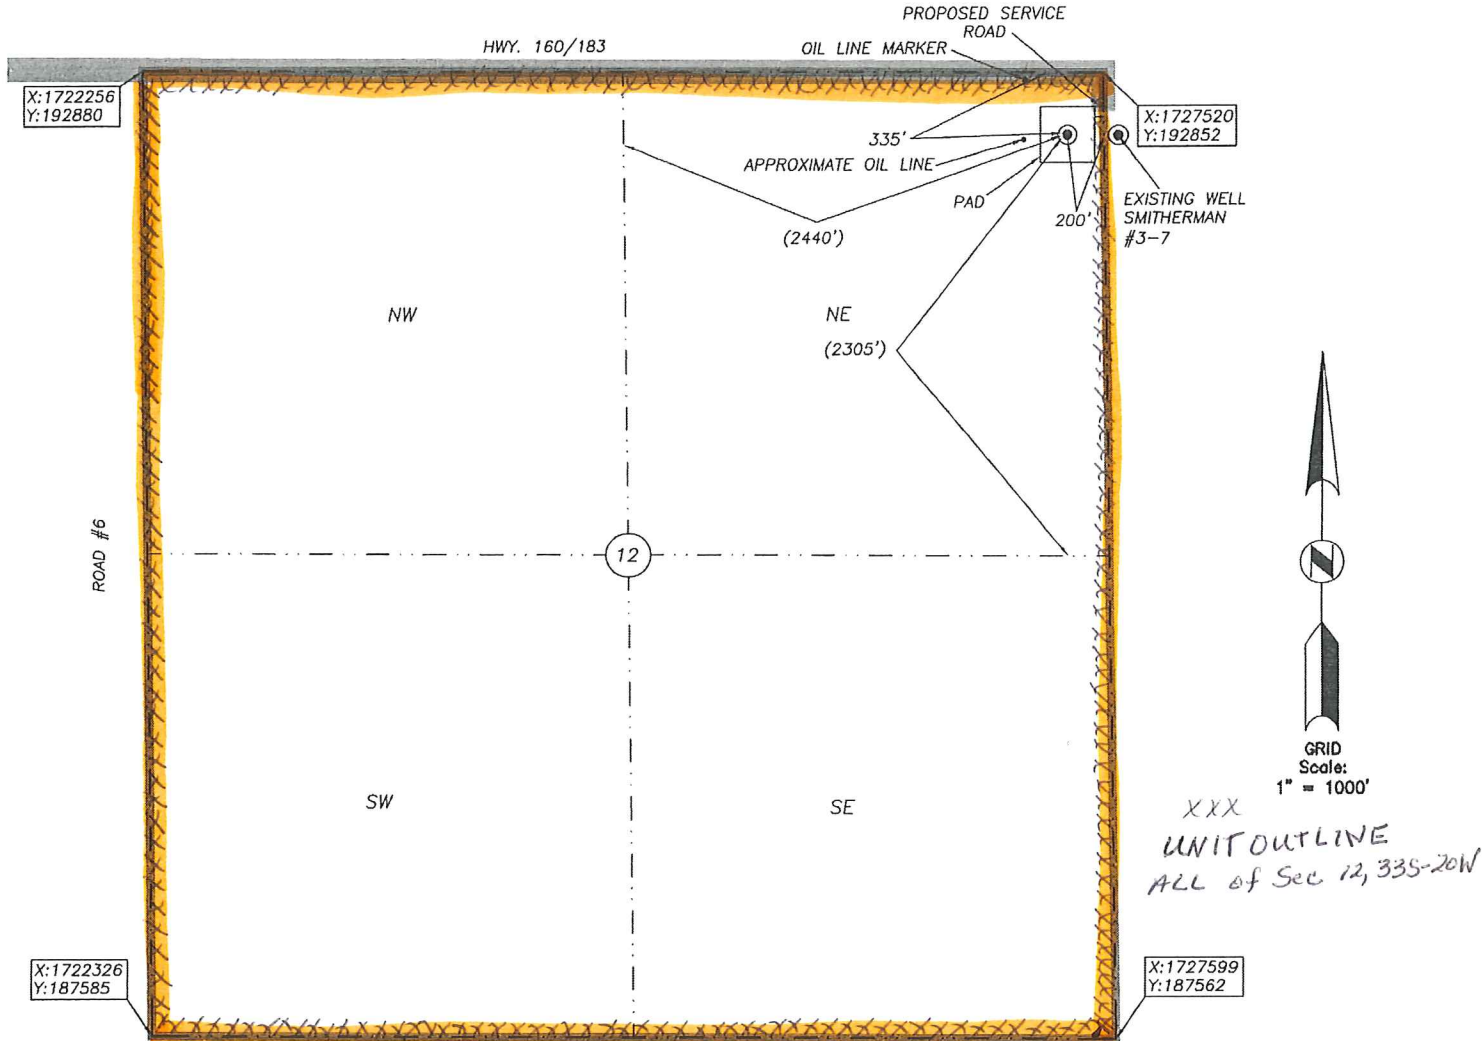 PROPOSED SERVICE
ROAD
HWY. 160/183
OIL LINE MARKER
X:1722256
Y:192880
X:1727520
Y:192852
335'
APPROXIMATE OIL LINE
PAD
200'
EXISTING WELL
SMITHERMAN
#3-7
(2440')
NW
NE
(2305')
ROAD #6
12
N
GRID
Scale:
1" = 1000'
SW
SE
XXX
UNIT OUTLINE
ALL of Sec 12, 33S-20W
X:1722326
Y:187585
X:1727599
Y:187562